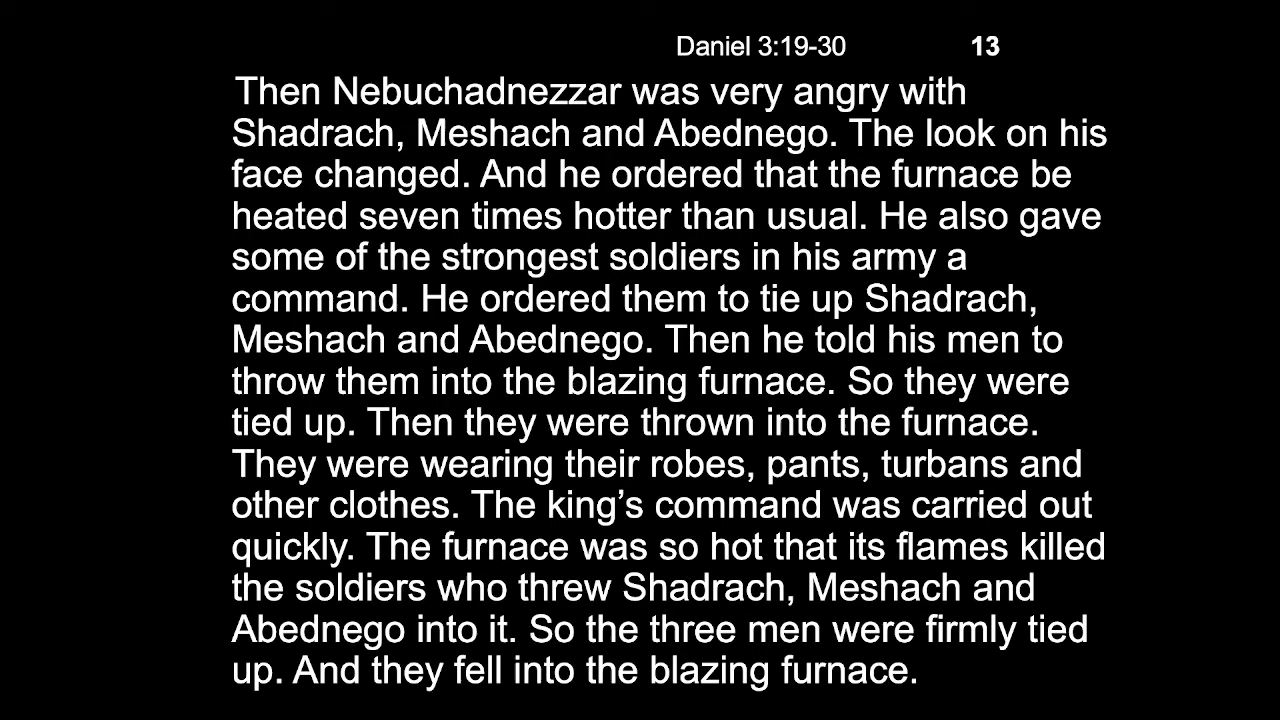 Daniel 3:19-30 13
Then Nebuchadnezzar was very angry with
Shadrach, Meshach and Abednego. The look on his
face changed. And he ordered that the furnace be
heated seven times hotter than usual. He also gave
some of the strongest soldiers in his army a
command. He ordered them to tie up Shadrach,
Meshach and Abednego. Then he told his men to
throw them into the blazing furnace. So they were
tied up. Then they were thrown into the furnace.
They were wearing their robes, pants, turbans and
other clothes. The king’s command was carried out
quickly. The furnace was so hot that its flames killed
the soldiers who threw Shadrach, Meshach and
Abednego into it. So the three men were firmly tied
up. And they fell into the blazing furnace.